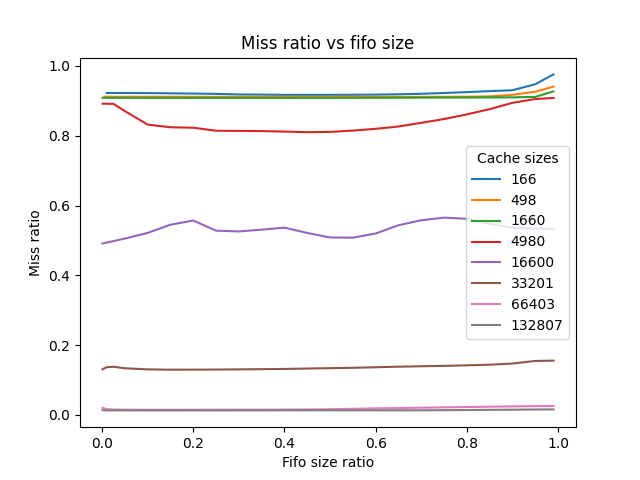 Miss ratio vs fifo size
1.0
0.8
0.6
0.4
0.2
0.0
Miss ratio
Cache sizes
166
498
1660
4980
16600
33201
66403
132807
0.0 0.2 0.4 0.6 0.8 1.0
Fifo size ratio